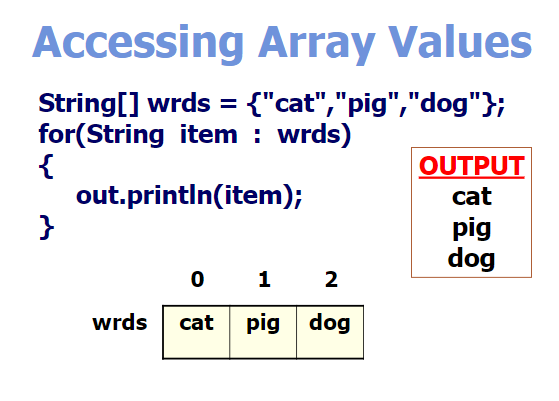 Accessing Array Values
String[] wrds = {"cat","pig","dog"};
for(String item : wrds)
{
out.println(item);
}
OUTPUT
cat
pig
dog
0 1 2
wrds cat pig dog